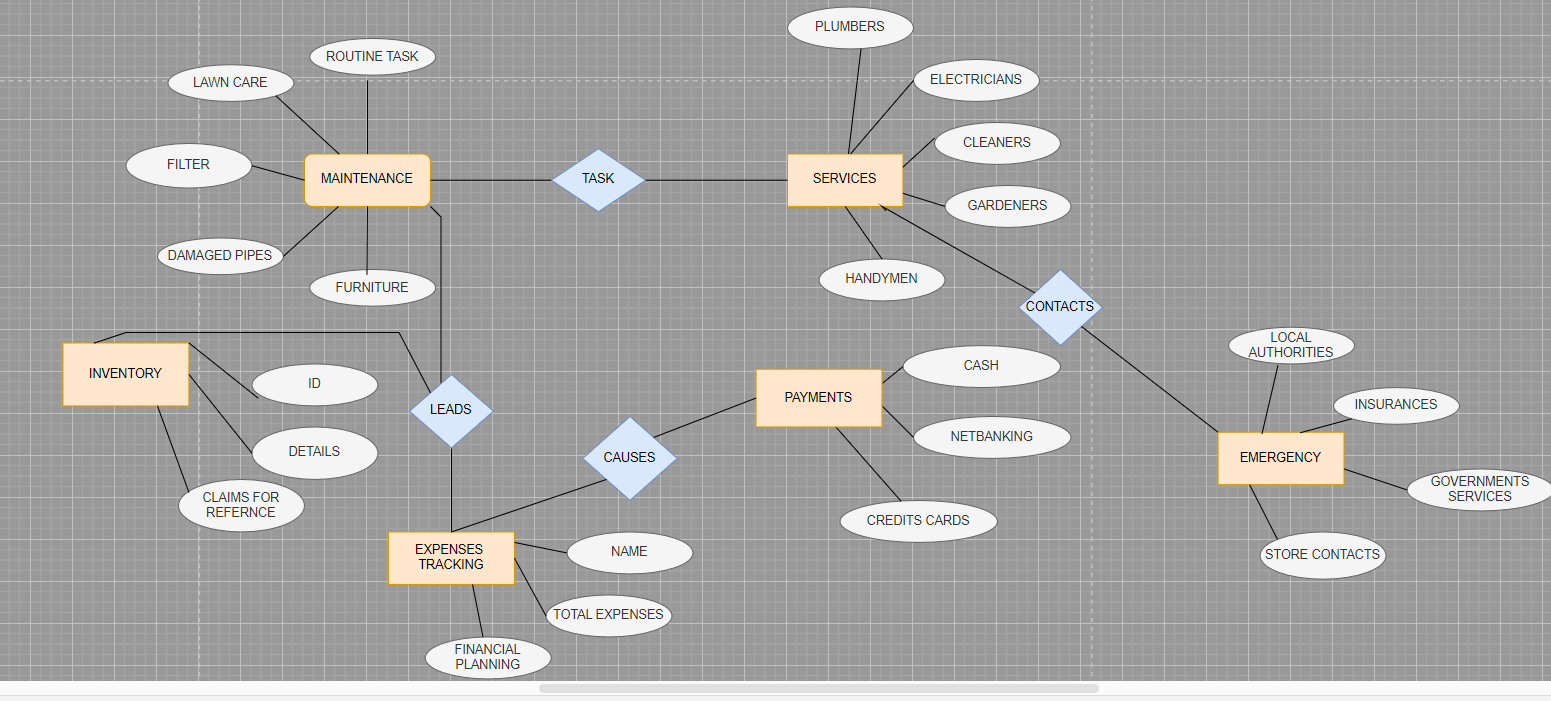 PLUMBERS
ROUTINE TASK
LAWN CARE
ELECTRICIANS
CLEANERS
FILTER
MAINTENANCE
TASK
SERVICES
GARDENERS
DAMAGED PIPES
FURNITURE
HANDYMEN
CONTACTS
LOCAL
AUTHORITIES
INVENTORY
ID
CASH
LEADS
PAYMENTS
INSURANCES
DETAILS
CAUSES
NETBANKING
EMERGENCY
CLAIMS FOR
REFERNCE
GOVERNMENTS
SERVICES
CREDITS CARDS
EXPENSES
TRACKING
NAME
STORE CONTACTS
TOTAL EXPENSES
FINANCIAL
PLANNING